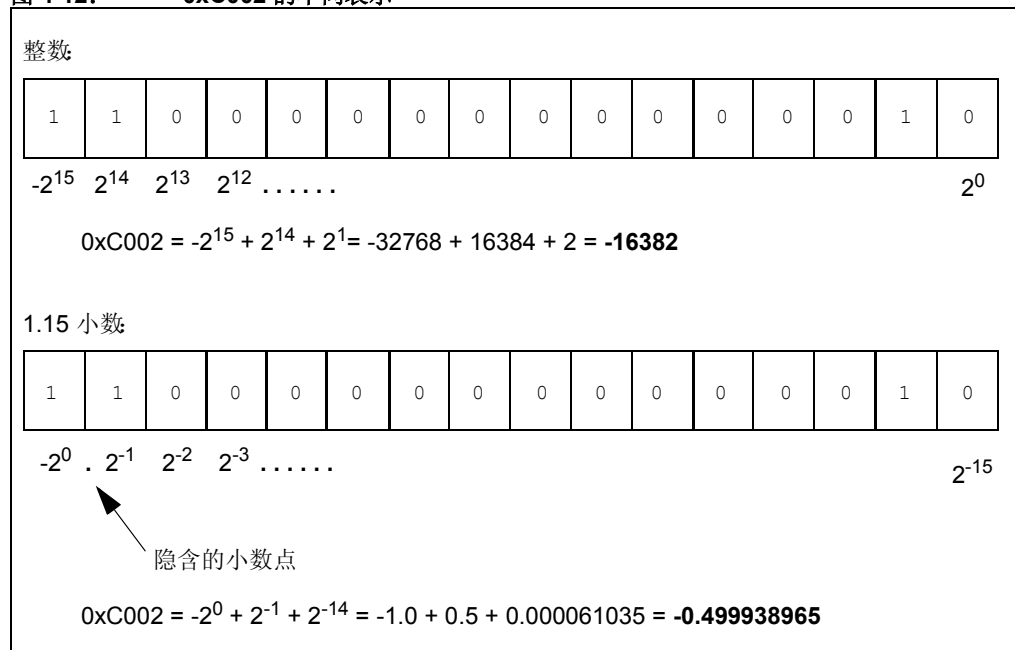 整数:
1 1 0 0 0 0 0 0 0 0 0 0 0 0 1 0
-2^15 2^14 2^13 2^12 . . . . . . 2^0
0xC002 = -2^15 + 2^14 + 2^1= -32768 + 16384 + 2 = -16382
1.15 小数:
1 1 0 0 0 0 0 0 0 0 0 0 0 0 1 0
-2^0 . 2^-1 2^-2 2^-3 . . . . . . 2^-15
隐含的小数点
0xC002 = -2^0 + 2^-1 + 2^-14 = -1.0 + 0.5 + 0.000061035 = -0.499938965